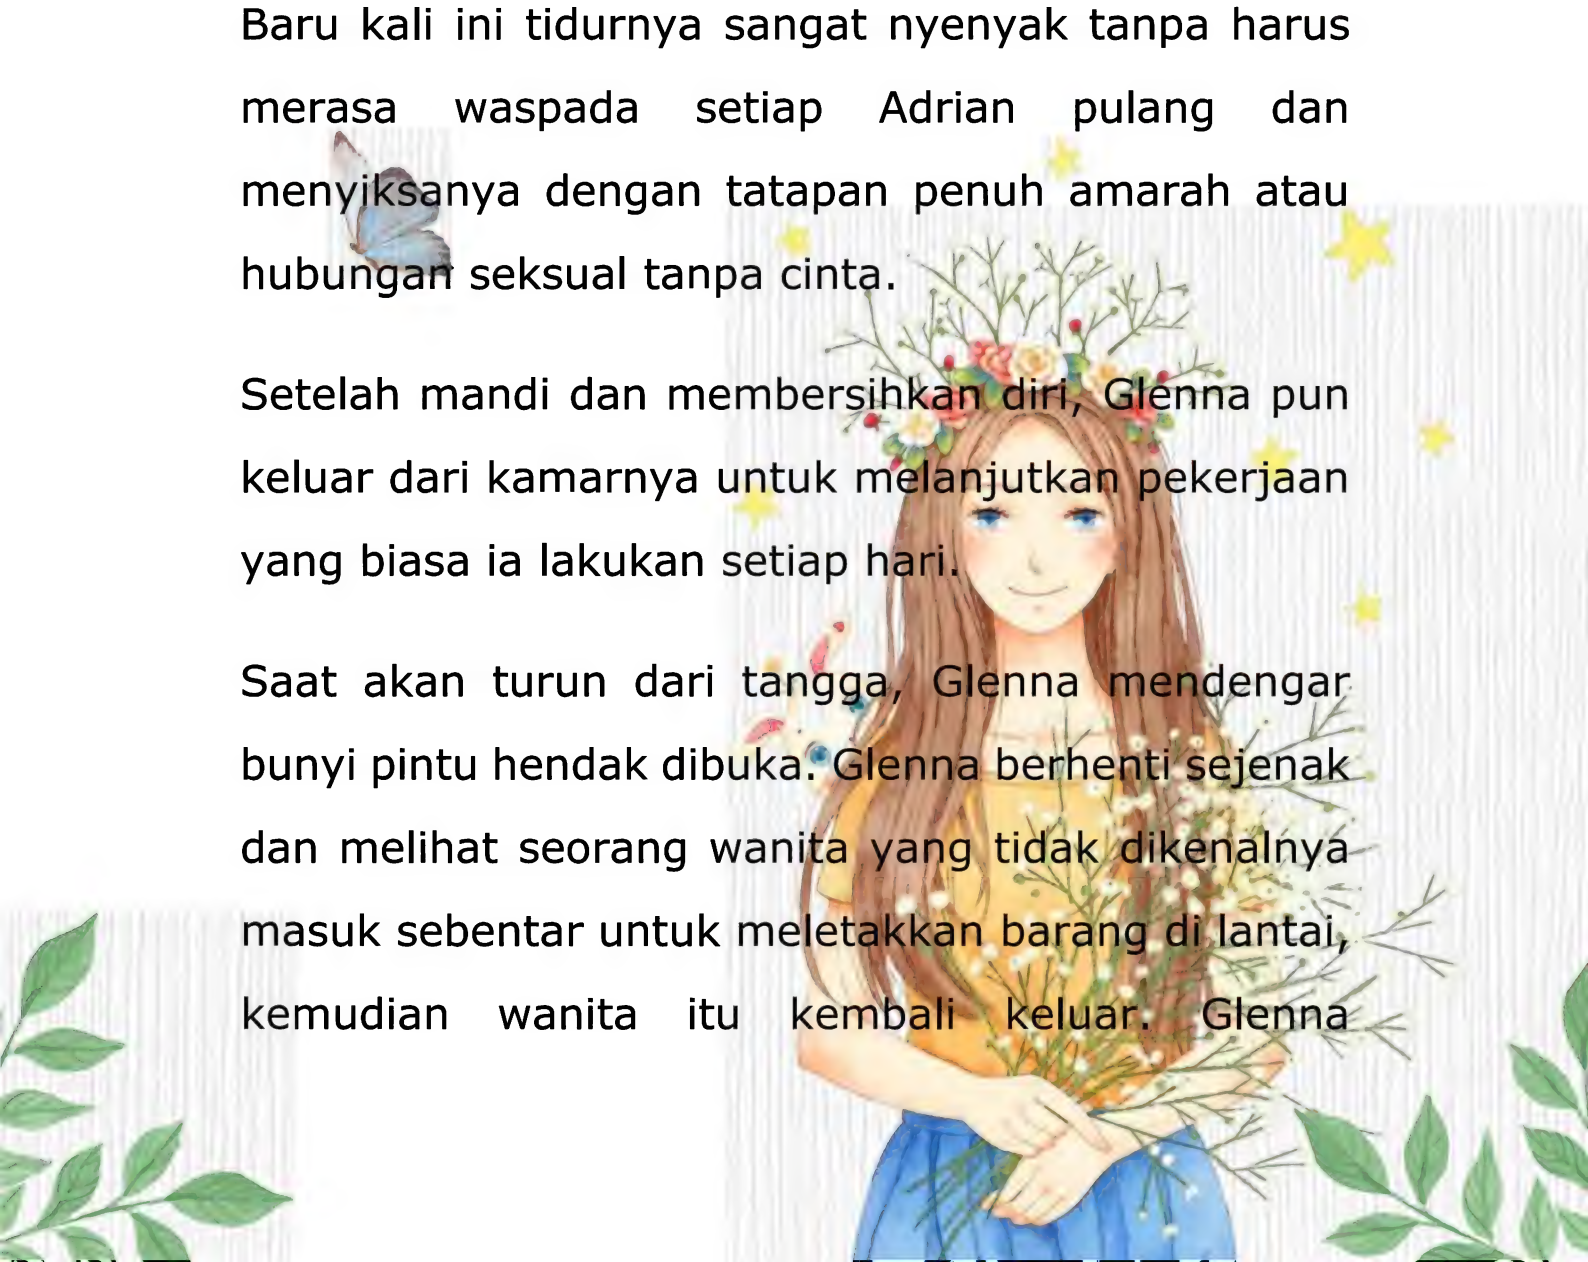 Baru kali ini tidurnya sangat nyenyak tanpa harus
merasa waspada setiap Adrian pulang dan
menyiksanya dengan tatapan penuh amarah atau
hubungan seksual tanpa cinta.
Setelah mandi dan membersihkan diri, Glenna pun
keluar dari kamarnya untuk melanjutkan pekerjaan
yang biasa ia lakukan setiap hari.
Saat akan turun dari tangga, Glenna mendengar
bunyi pintu hendak dibuka. Glenna berhenti sejenak
dan melihat seorang wanita yang tidak dikenalnya
masuk sebentar untuk meletakkan barang di lantai,
kemudian wanita itu kembali keluar. Glenna